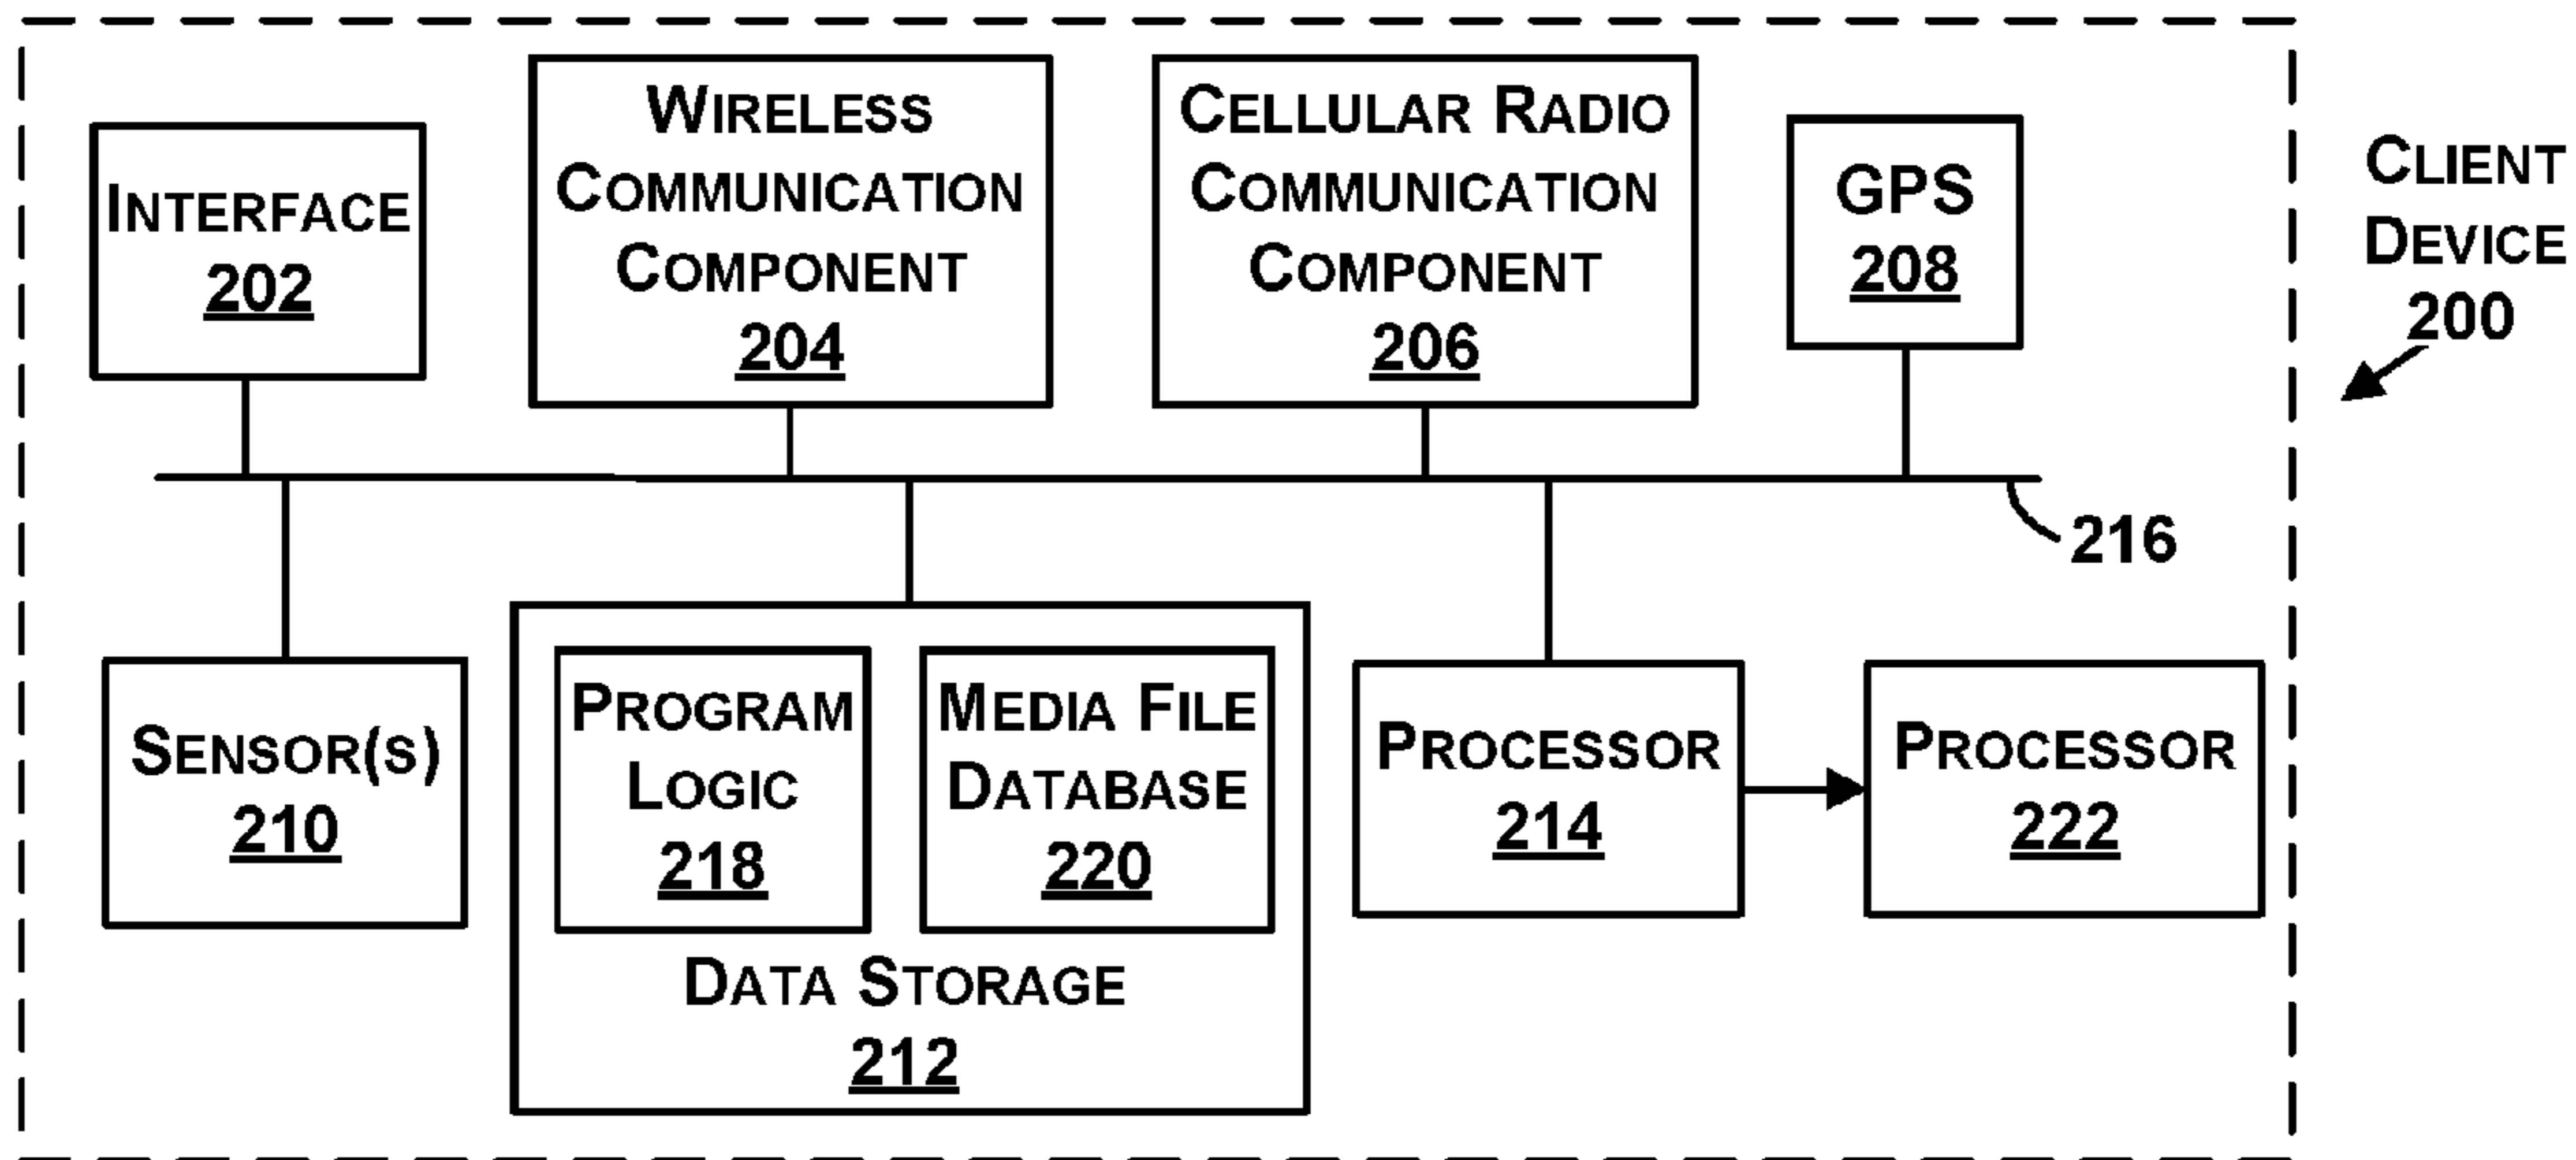 INTERFACE
202
WIRELESS
COMMUNICATION
COMPONENT
204
CELLULAR RADIO
COMMUNICATION
COMPONENT
206
GPS
208
CLIENT
DEVICE
200
216
SENSOR(S)
210
PROGRAM
LOGIC
218
MEDIA FILE
DATABASE
220
DATA STORAGE
212
PROCESSOR
214
PROCESSOR
222